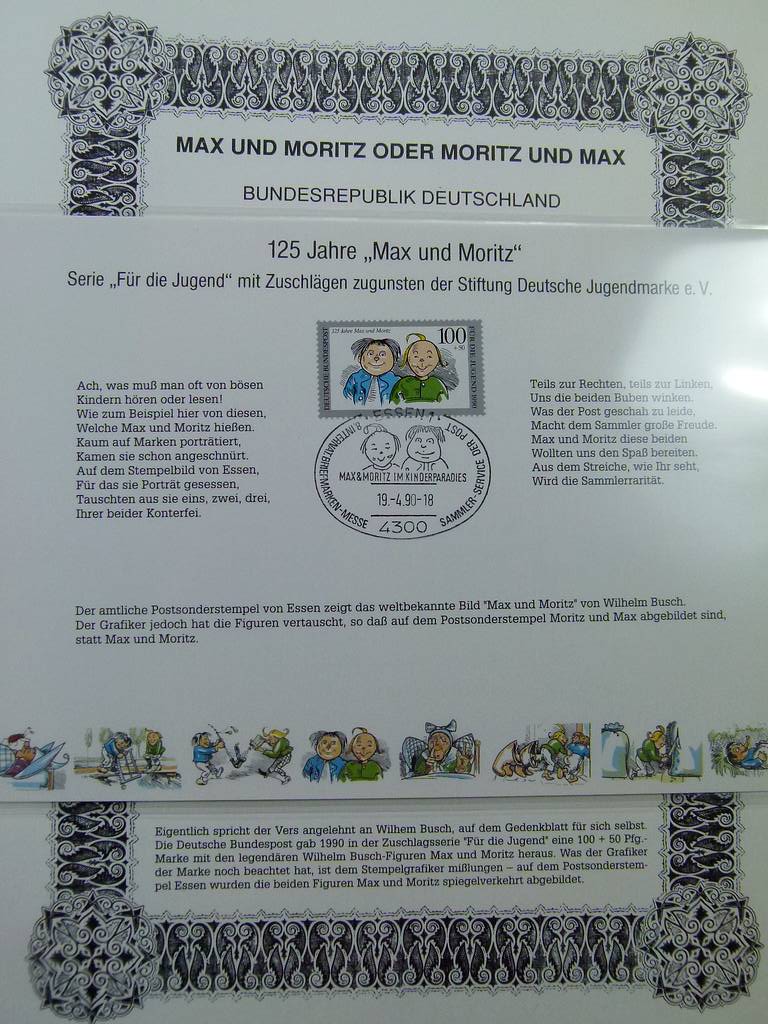 MAX UND MORITZ ODER MORITZ UND MAX
BUNDESREPUBLIK DEUTSCHLAND
125 Jahre „Max und Moritz“
Serie „Für die Jugend“ mit Zuschlägen zugunsten der Stiftung Deutsche Jugendmarke e. V.
125 Jahre Max und Moritz
100
+50
DEUTSCHE BUNDESPOST
FÜR DIE JUGEND 1990
Ach, was muß man oft von bösen
Kindern hören oder lesen!
Wie zum Beispiel hier von diesen,
Welche Max und Moritz hießen.
Kaum auf Marken porträtiert,
Kamen sie schon angeschnürt.
Auf dem Stempelbild von Essen,
Für das sie Porträt gesessen,
Tauschten aus sie eins, zwei, drei,
Ihrer beider Konterfei.
ESSEN 1
8. INTERNAT. BRIEFMARKEN-MESSE
SAMMLER-SERVICE DER POST
MAX&MORITZ IM KINDERPARADIES
19.-4.90-18
4300
Teils zur Rechten, teils zur Linken,
Uns die beiden Buben winken.
Was der Post geschah zu leide,
Macht dem Sammler große Freude.
Max und Moritz diese beiden
Wollten uns den Spaß bereiten.
Aus dem Streiche, wie Ihr seht,
Wird die Sammlerrarität.
Der amtliche Postsonderstempel von Essen zeigt das weltbekannte Bild "Max und Moritz" von Wilhelm Busch.
Der Grafiker jedoch hat die Figuren vertauscht, so daß auf dem Postsonderstempel Moritz und Max abgebildet sind,
statt Max und Moritz.
Eigentlich spricht der Vers angelehnt an Wilhem Busch, auf dem Gedenkblatt für sich selbst.
Die Deutsche Bundespost gab 1990 in der Zuschlagsserie "Für die Jugend" eine 100 + 50 Pfg.-
Marke mit den legendären Wilhelm Busch-Figuren Max und Moritz heraus. Was der Grafiker
der Marke noch beachtet hat, ist dem Stempelgrafiker mißlungen – auf dem Postsonderstem-
pel Essen wurden die beiden Figuren Max und Moritz spiegelverkehrt abgebildet.